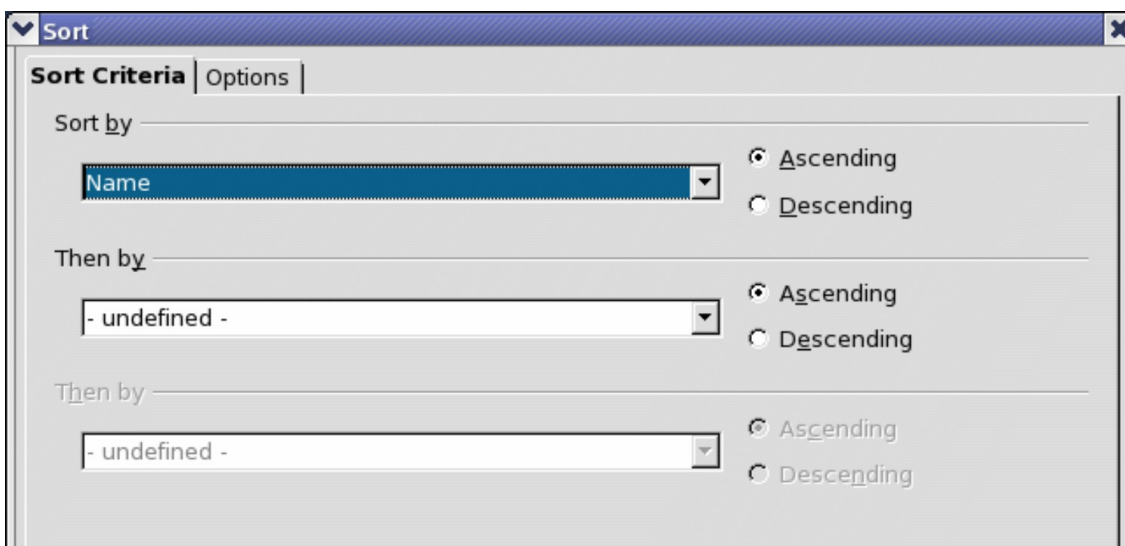 Sort
Sort Criteria Options
Sort by
Name
Ascending
Descending
Then by
- undefined -
Ascending
Descending
Then by
- undefined -
Ascending
Descending